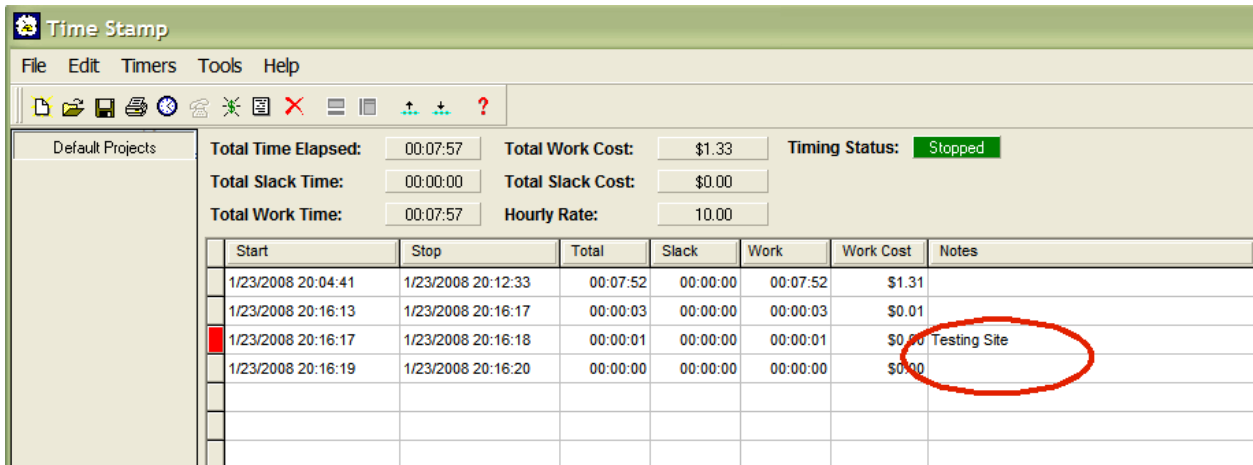 Time Stamp
File Edit Timers Tools Help
Default Projects
Total Time Elapsed: 00:07:57 Total Work Cost: $1.33 Timing Status: Stopped
Total Slack Time: 00:00:00 Total Slack Cost: $0.00
Total Work Time: 00:07:57 Hourly Rate: 10.00
Start Stop Total Slack Work Work Cost Notes
1/23/2008 20:04:41 1/23/2008 20:12:33 00:07:52 00:00:00 00:07:52 $1.31
1/23/2008 20:16:13 1/23/2008 20:16:17 00:00:03 00:00:00 00:00:03 $0.01
1/23/2008 20:16:17 1/23/2008 20:16:18 00:00:01 00:00:00 00:00:01 $0.00 Testing Site
1/23/2008 20:16:19 1/23/2008 20:16:20 00:00:00 00:00:00 00:00:00 $0.00